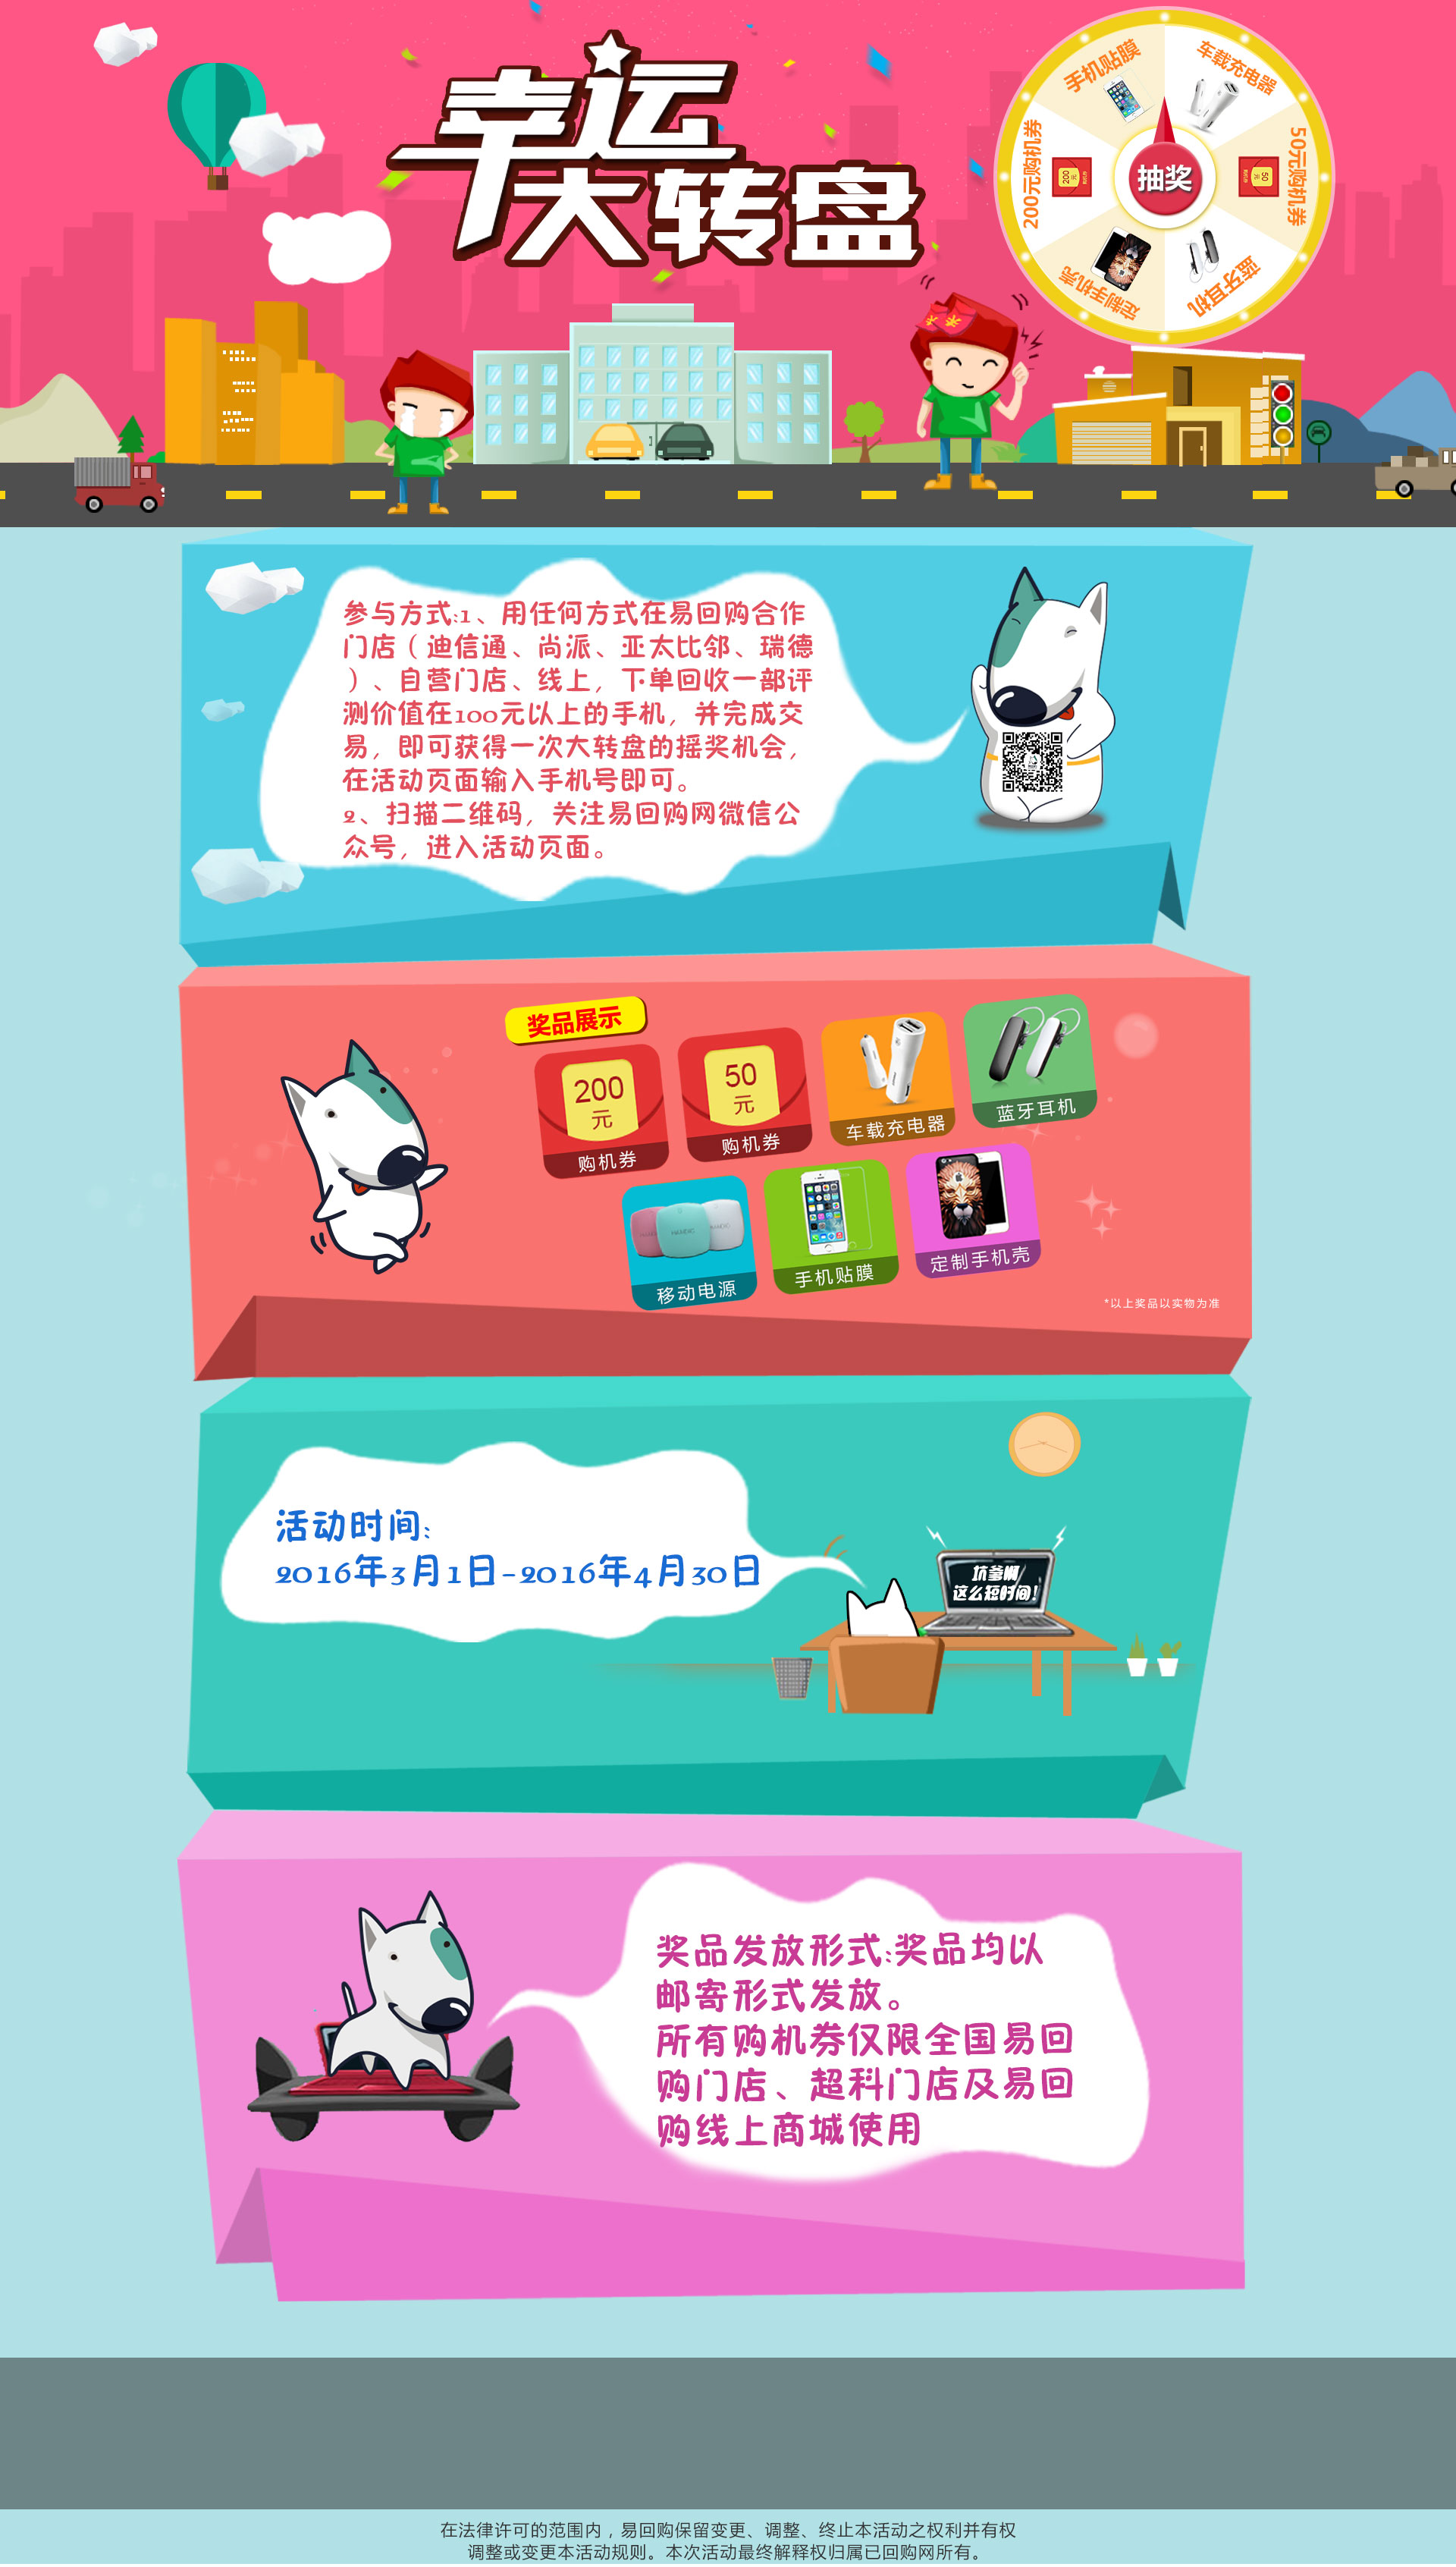 幸运
大转盘
手机贴膜
车载充电器
200元购机券
50元购机券
抽奖
200
元
50
元
定制手机壳
蓝牙耳机
参与方式:1、用任何方式在易回购合作
门店（迪信通、尚派、亚太比邻、瑞德
）、自营门店、线上，下单回收一部评
测价值在100元以上的手机，并完成交
易，即可获得一次大转盘的摇奖机会，
在活动页面输入手机号即可。
2、扫描二维码，关注易回购网微信公
众号，进入活动页面。
奖品展示
200
元
购机券
50
元
购机券
车载充电器
蓝牙耳机
移动电源
手机贴膜
定制手机壳
*以上奖品以实物为准
活动时间:
2016年3月1日-2016年4月30日
坑爹啊
这么短时间!
奖品发放形式:奖品均以
邮寄形式发放。
所有购机券仅限全国易回
购门店、超科门店及易回
购线上商城使用
在法律许可的范围内，易回购保留变更、调整、终止本活动之权利并有权
调整或变更本活动规则。本次活动最终解释权归属已回购网所有。